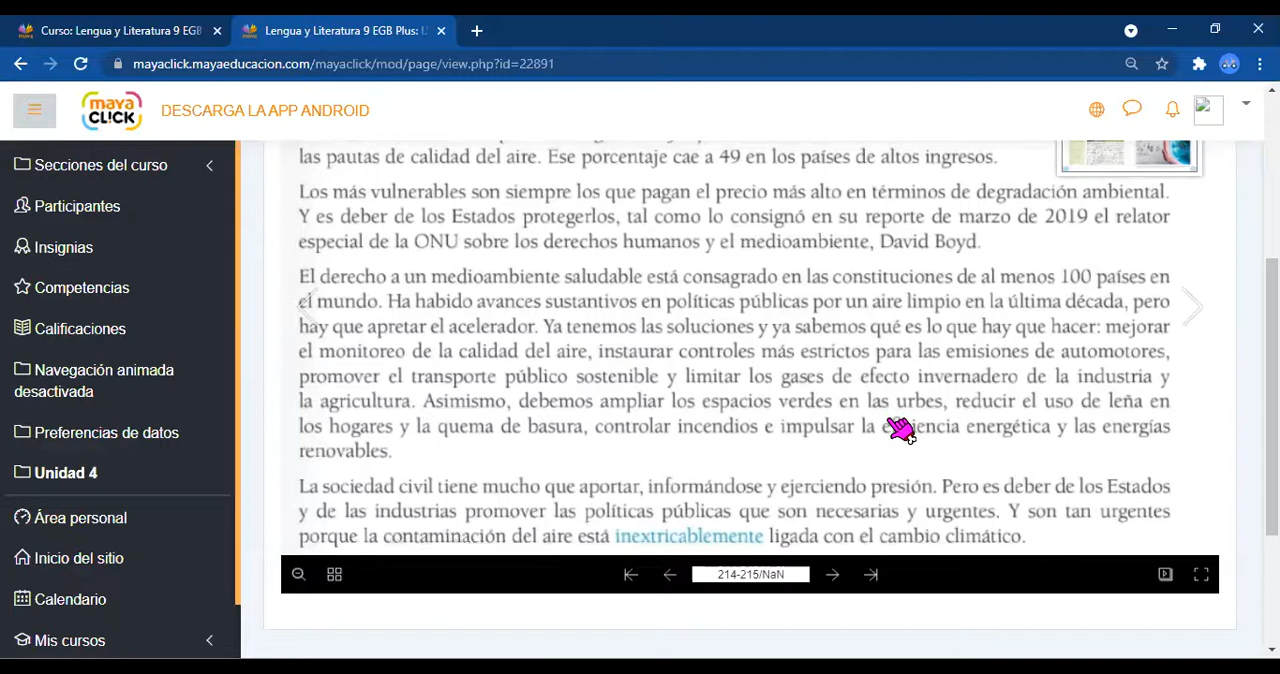 Curso: Lengua y Literatura 9 EGB
Lengua y Literatura 9 EGB Plus: U
mayaclick.mayaeducacion.com/mayaclick/mod/page/view.php?id=22891
maya CL!CK
DESCARGA LA APP ANDROID
Secciones del curso
Participantes
Insignias
Competencias
Calificaciones
Navegación animada
desactivada
Preferencias de datos
Unidad 4
Área personal
Inicio del sitio
Calendario
Mis cursos
las pautas de calidad del aire. Ese porcentaje cae a 49 en los países de altos ingresos.
Los más vulnerables son siempre los que pagan el precio más alto en términos de degradación ambiental.
Y es deber de los Estados protegerlos, tal como lo consignó en su reporte de marzo de 2019 el relator
especial de la ONU sobre los derechos humanos y el medioambiente, David Boyd.
El derecho a un medioambiente saludable está consagrado en las constituciones de al menos 100 países en
el mundo. Ha habido avances sustantivos en políticas públicas por un aire limpio en la última década, pero
hay que apretar el acelerador. Ya tenemos las soluciones y ya sabemos qué es lo que hay que hacer: mejorar
el monitoreo de la calidad del aire, instaurar controles más estrictos para las emisiones de automotores,
promover el transporte público sostenible y limitar los gases de efecto invernadero de la industria y
la agricultura. Asimismo, debemos ampliar los espacios verdes en las urbes, reducir el uso de leña en
los hogares y la quema de basura, controlar incendios e impulsar la eficiencia energética y las energías
renovables.
La sociedad civil tiene mucho que aportar, informándose y ejerciendo presión. Pero es deber de los Estados
y de las industrias promover las políticas públicas que son necesarias y urgentes. Y son tan urgentes
porque la contaminación del aire está inextricablemente ligada con el cambio climático.
214-215/NaN